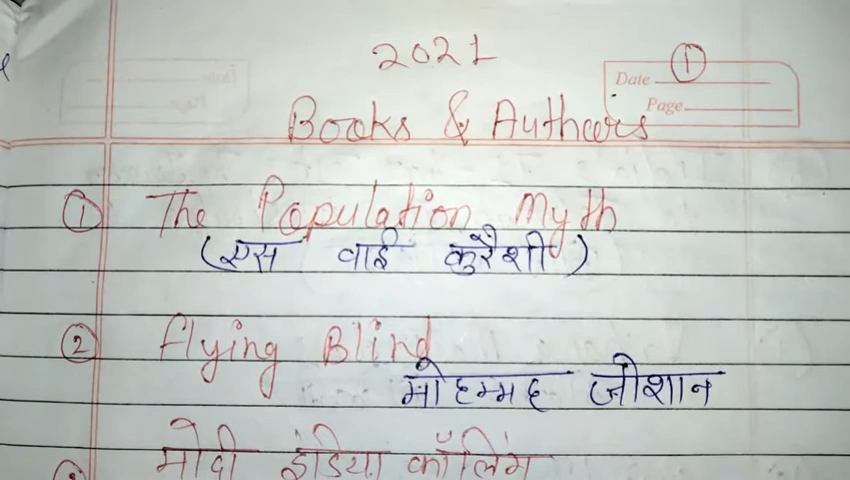 2021
①
Date
Page
Books & Authors
① The Population Myth
(एस वाई कुरैशी)
② Flying Blind
मोहम्मद जीशान
मोदी इंडिया कॉलिंग